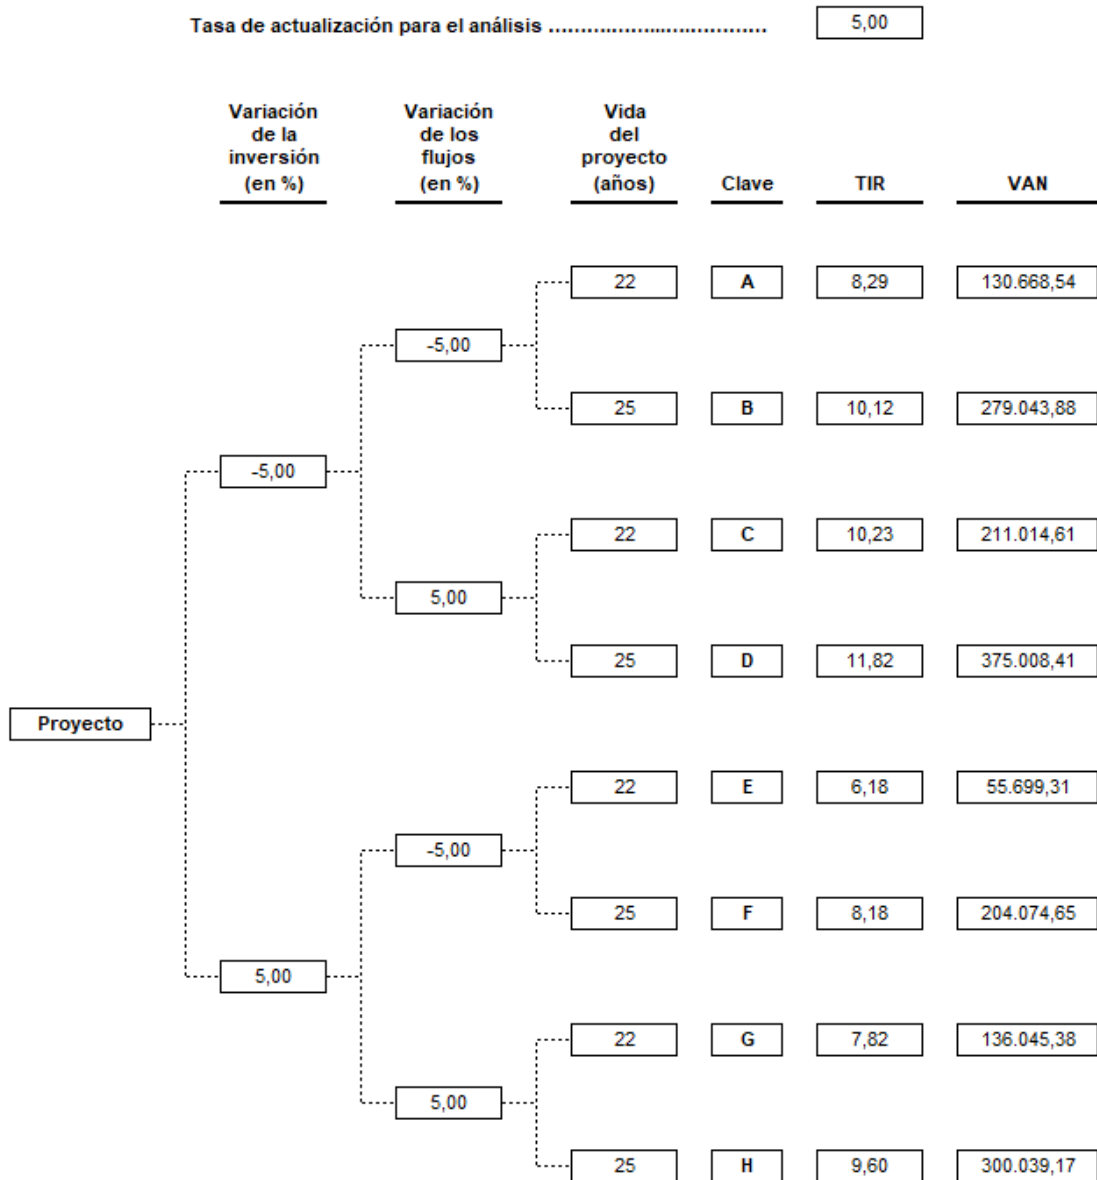 Tasa de actualización para el análisis ……….……...….………… 5,00
Variación de la inversión (en %) Variación de los flujos (en %) Vida del proyecto (años) Clave TIR VAN
22 A 8,29 130.668,54
-5,00
25 B 10,12 279.043,88
-5,00
22 C 10,23 211.014,61
5,00
25 D 11,82 375.008,41
Proyecto
22 E 6,18 55.699,31
-5,00
25 F 8,18 204.074,65
5,00
22 G 7,82 136.045,38
5,00
25 H 9,60 300.039,17